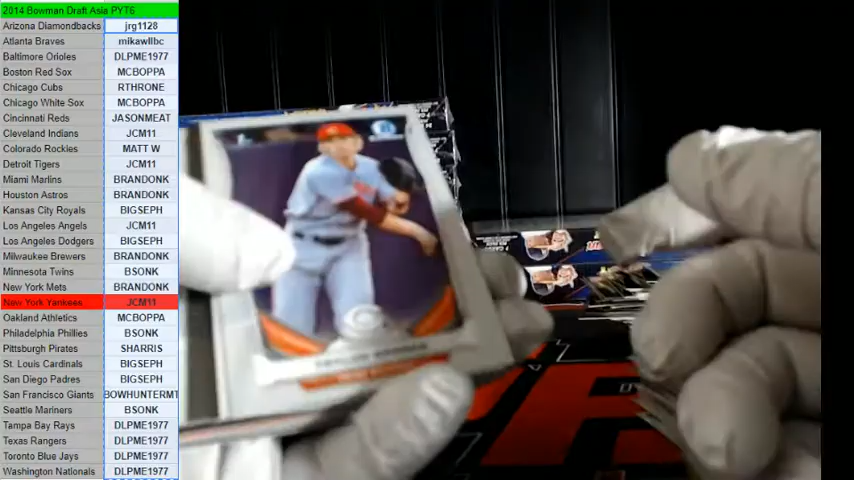 2014 Bowman Draft Asia PYT6
Arizona Diamondbacks jrg1128
Atlanta Braves mikawllbc
Baltimore Orioles DLPME1977
Boston Red Sox MCBOPPA
Chicago Cubs RTHRONE
Chicago White Sox MCBOPPA
Cincinnati Reds JASONMEAT
Cleveland Indians JCM11
Colorado Rockies MATT W
Detroit Tigers JCM11
Miami Marlins BRANDONK
Houston Astros BRANDONK
Kansas City Royals BIGSEPH
Los Angeles Angels JCM11
Los Angeles Dodgers BIGSEPH
Milwaukee Brewers BRANDONK
Minnesota Twins BSONK
New York Mets BRANDONK
New York Yankees JCM11
Oakland Athletics MCBOPPA
Philadelphia Phillies BSONK
Pittsburgh Pirates SHARRIS
St. Louis Cardinals BIGSEPH
San Diego Padres BIGSEPH
San Francisco Giants BOWHUNTERMT
Seattle Mariners BSONK
Tampa Bay Rays DLPME1977
Texas Rangers DLPME1977
Toronto Blue Jays DLPME1977
Washington Nationals DLPME1977